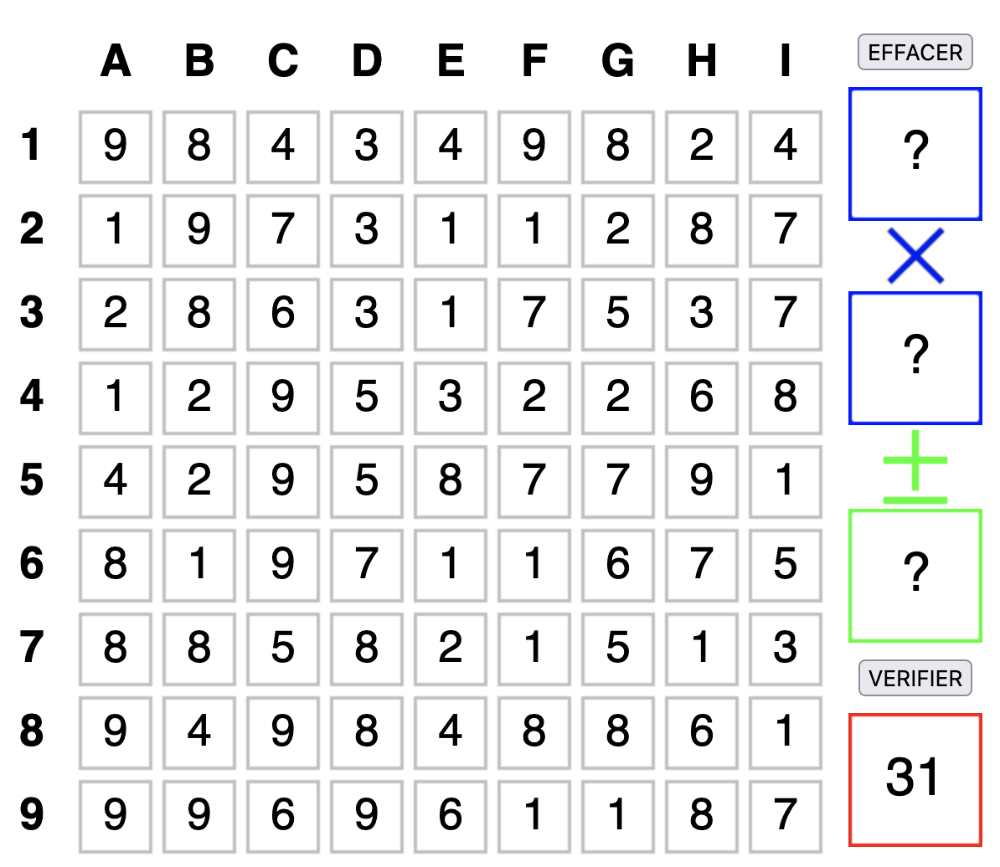 A B C D E F G H I EFFACER
1 9 8 4 3 4 9 8 2 4 ?
2 1 9 7 3 1 1 2 8 7
×
3 2 8 6 3 1 7 5 3 7
4 1 2 9 5 3 2 2 6 8 ?
5 4 2 9 5 8 7 7 9 1 ±
6 8 1 9 7 1 1 6 7 5 ?
7 8 8 5 8 2 1 5 1 3 VERIFIER
8 9 4 9 8 4 8 8 6 1
9 9 9 6 9 6 1 1 8 7 31